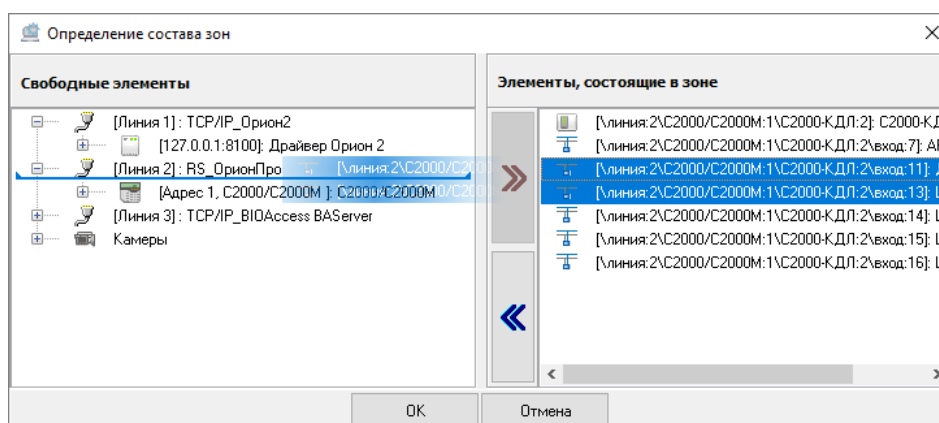 Определение состава зон
Свободные элементы
[Линия 1] : TCP/IP_Орион2
[127.0.0.1:8100]: Драйвер Орион 2
[Линия 2] : RS_ОрионПро
[\линия:2\С2000/С20
[Адрес 1, С2000/С2000М ]: С2000/С2000М
[Линия 3] : TCP/IP_BIOAccess BAServer
Камеры
Элементы, состоящие в зоне
[\линия:2\С2000/С2000М:1\С2000-КДЛ:2]: С2000-КД
[\линия:2\С2000/С2000М:1\С2000-КДЛ:2\вход:7]:
[\линия:2\С2000/С2000М:1\С2000-КДЛ:2\вход:11]:
[\линия:2\С2000/С2000М:1\С2000-КДЛ:2\вход:13]:
[\линия:2\С2000/С2000М:1\С2000-КДЛ:2\вход:14]:
[\линия:2\С2000/С2000М:1\С2000-КДЛ:2\вход:15]:
[\линия:2\С2000/С2000М:1\С2000-КДЛ:2\вход:16]:
OK
Отмена